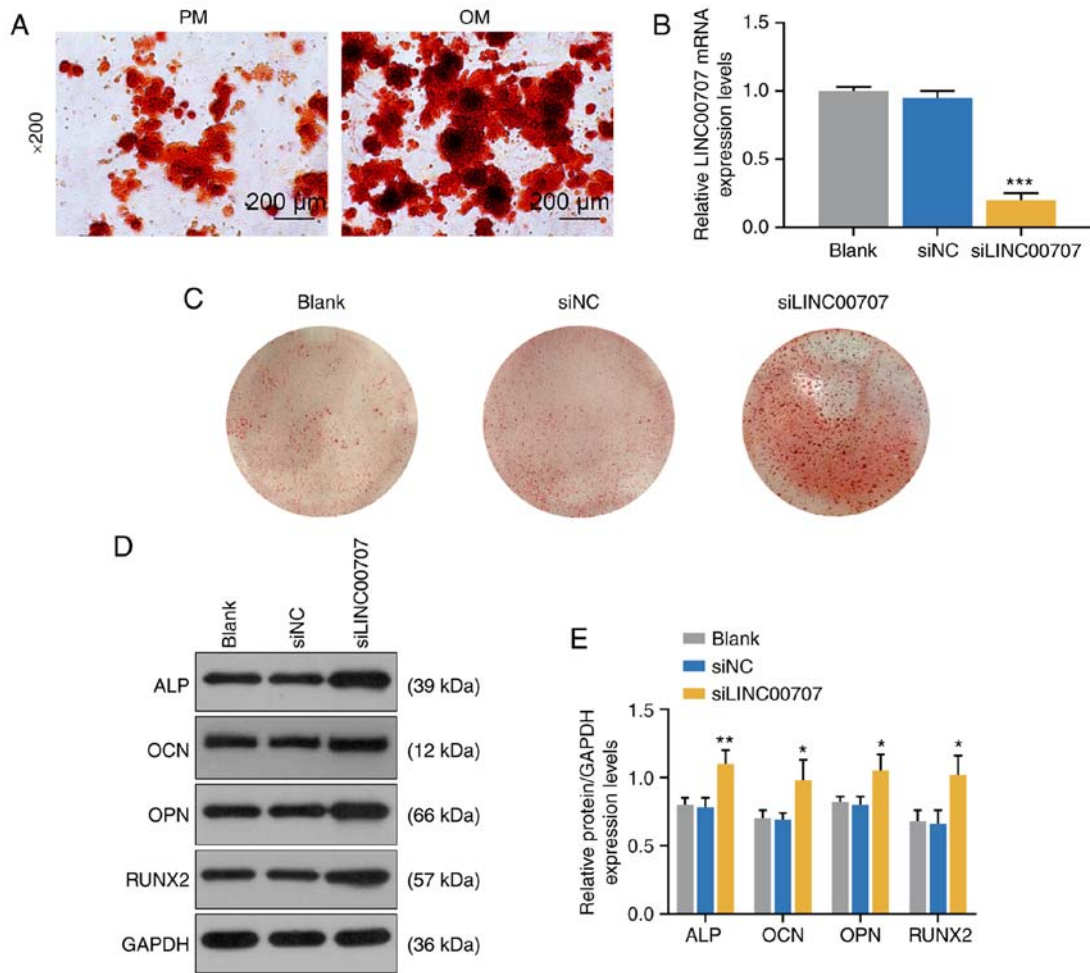 A
PM
OM
×200
200 µm
200 µm
B
Relative LINC00707 mRNA
expression levels
1.5
1.0
0.5
0.0
***
Blank
siNC
siLINC00707
C
Blank
siNC
siLINC00707
D
Blank
siNC
siLINC00707
ALP
(39 kDa)
OCN
(12 kDa)
OPN
(66 kDa)
RUNX2
(57 kDa)
GAPDH
(36 kDa)
E
Blank
siNC
siLINC00707
Relative protein/GAPDH
expression levels
1.5
1.0
0.5
0.0
**
*
*
*
ALP
OCN
OPN
RUNX2